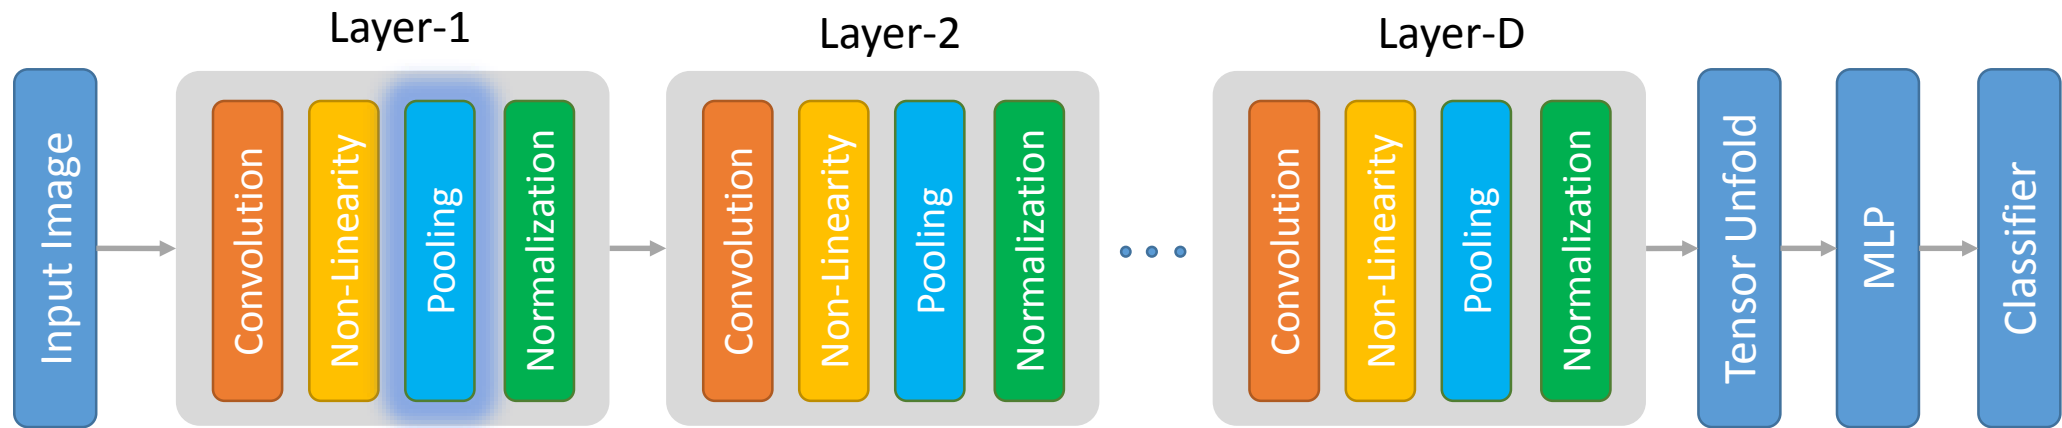 Layer-1
Layer-2
Layer-D
Input Image
Convolution
Non-Linearity
Pooling
Normalization
Convolution
Non-Linearity
Pooling
Normalization
Convolution
Non-Linearity
Pooling
Normalization
Tensor Unfold
MLP
Classifier